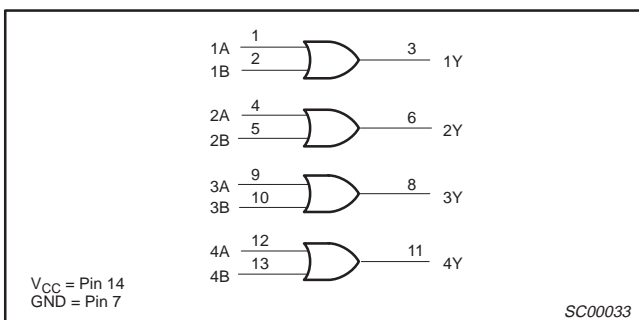 1A 1 3 1Y
1B 2
2A 4 6 2Y
2B 5
3A 9 8 3Y
3B 10
4A 12 11 4Y
4B 13
VCC = Pin 14
GND = Pin 7
SC00033